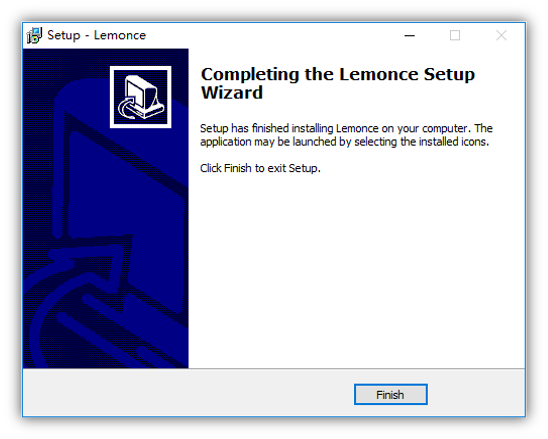 Setup - Lemonce
Completing the Lemonce Setup
Wizard
Setup has finished installing Lemonce on your computer. The
application may be launched by selecting the installed icons.
Click Finish to exit Setup.
Finish